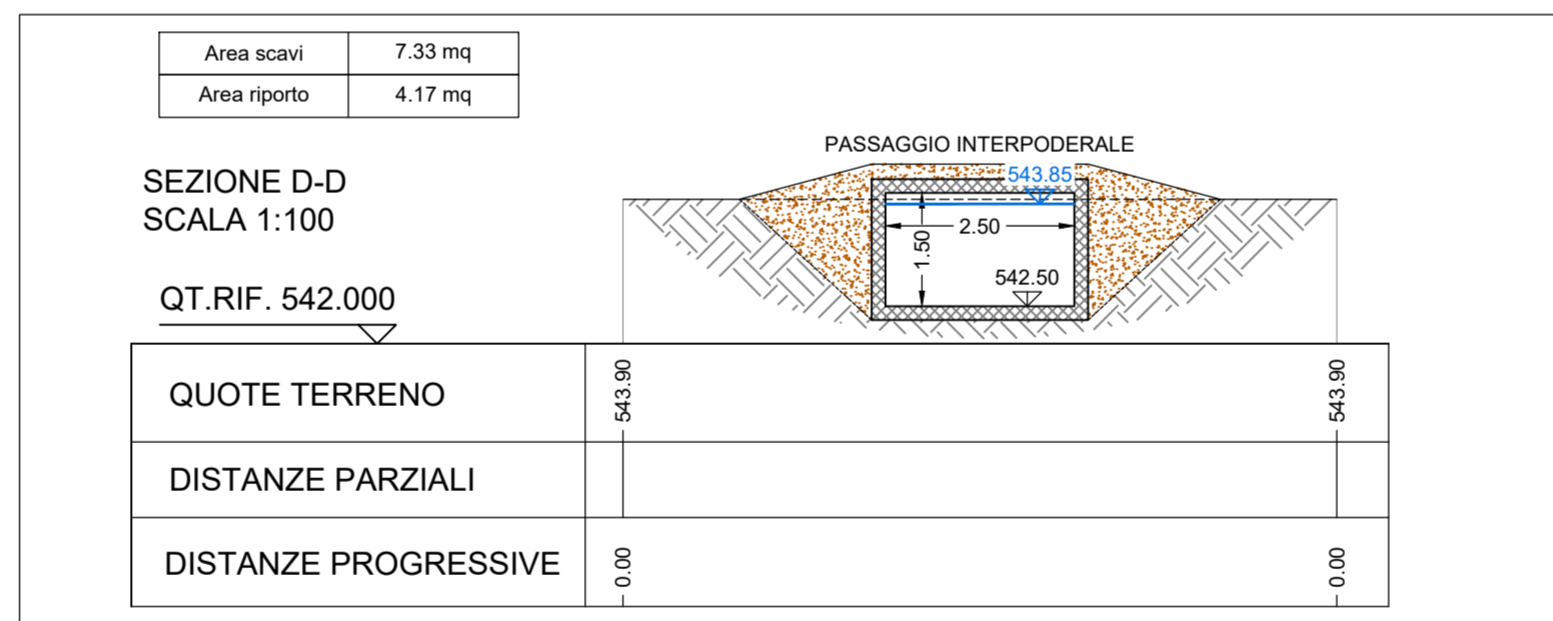 Area scavi 7.33 mq
Area riporto 4.17 mq
SEZIONE D-D
SCALA 1:100
QT.RIF. 542.000
PASSAGGIO INTERPODERALE
543.85
2.50
1.50
542.50
QUOTE TERRENO 543.90 543.90
DISTANZE PARZIALI
DISTANZE PROGRESSIVE 0.00 0.00